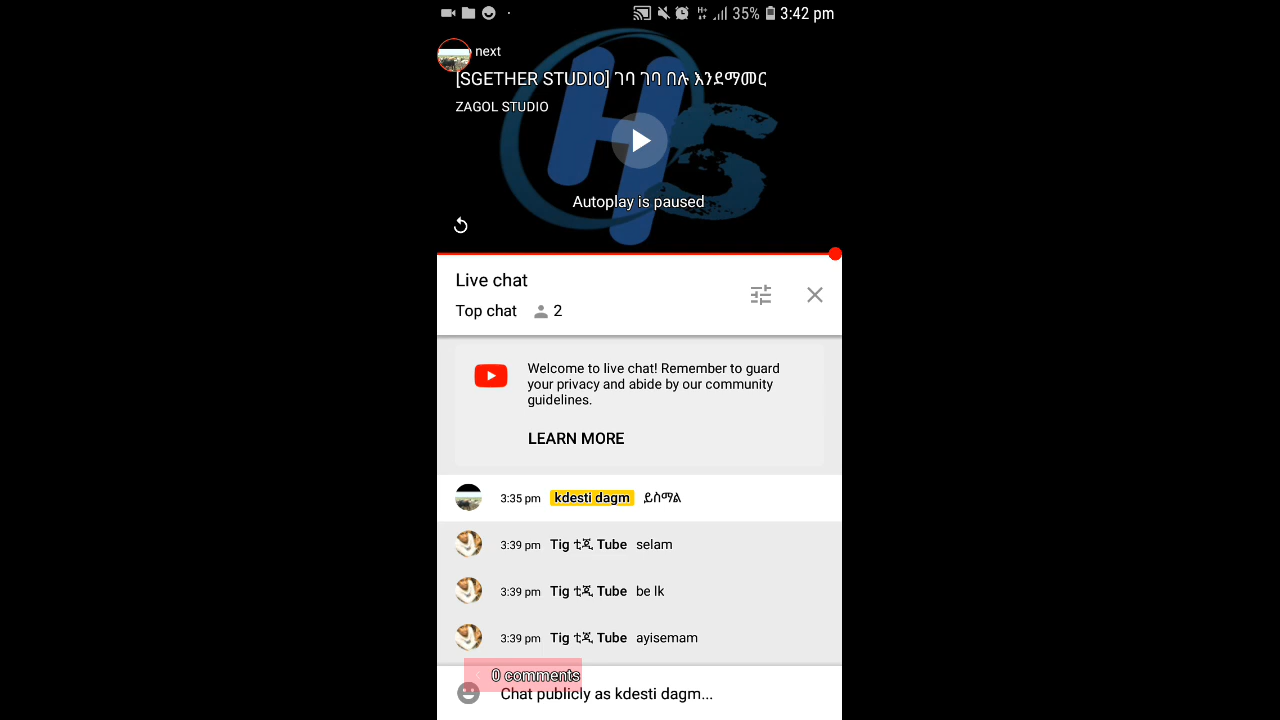 35% 3:42 pm
next
[SGETHER STUDIO] ገባ ገባ በሉ እንደማመር
ZAGOL STUDIO
HS
Autoplay is paused
Live chat
Top chat 2
Welcome to live chat! Remember to guard
your privacy and abide by our community
guidelines.
LEARN MORE
3:35 pm kdesti dagm ይስማል
3:39 pm Tig ቲጂ Tube selam
3:39 pm Tig ቲጂ Tube be lk
3:39 pm Tig ቲጂ Tube ayisemam
0 comments
Chat publicly as kdesti dagm...